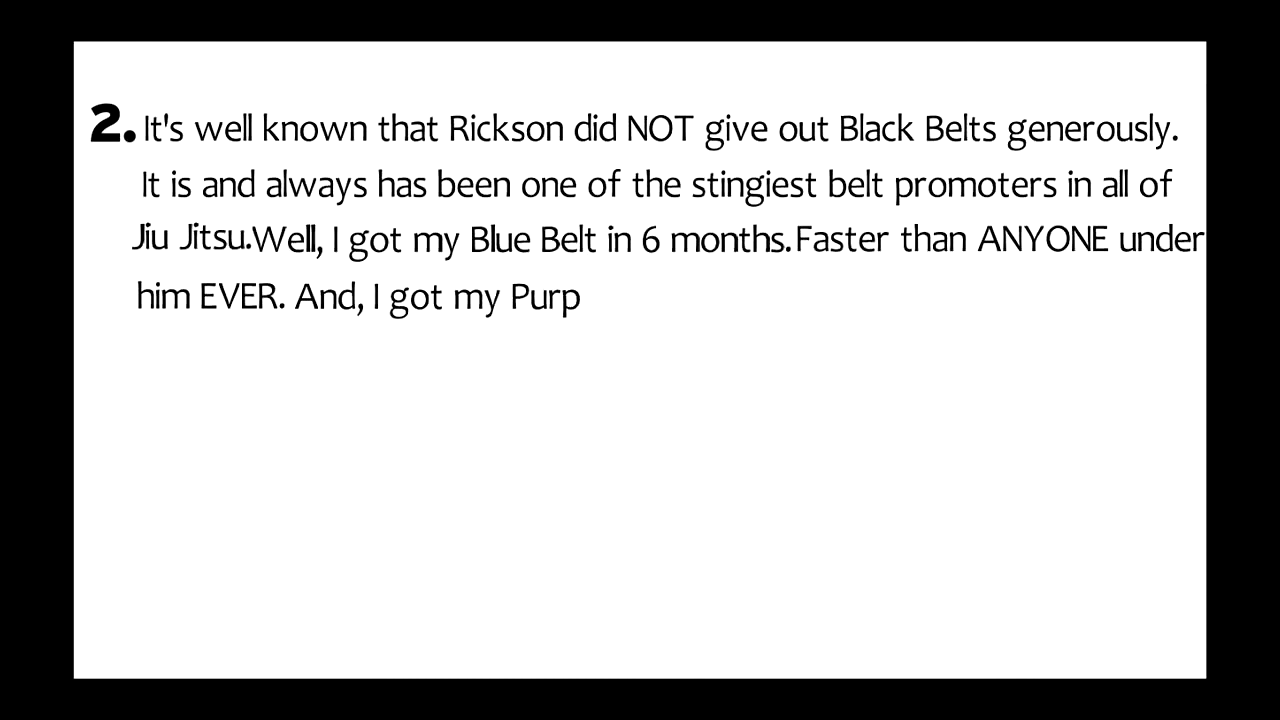 2. It's well known that Rickson did NOT give out Black Belts generously.
It is and always has been one of the stingiest belt promoters in all of
Jiu Jitsu.Well, I got my Blue Belt in 6 months.Faster than ANYONE under
him EVER. And, I got my Purp